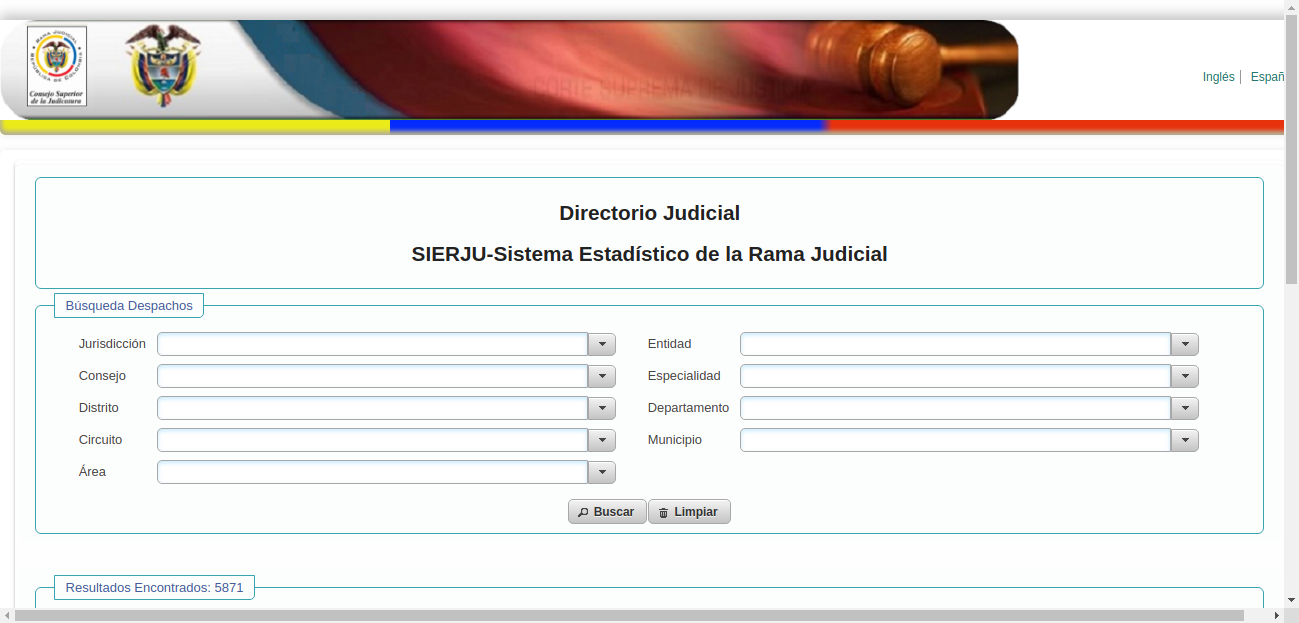 RAMA JUDICIAL
REPUBLICA DE COLOMBIA
Consejo Superior
de la Judicatura
CORTE SUPREMA DE JUSTICIA
Inglés
Españ
Directorio Judicial
SIERJU-Sistema Estadístico de la Rama Judicial
Búsqueda Despachos
Jurisdicción
Entidad
Consejo
Especialidad
Distrito
Departamento
Circuito
Municipio
Área
Buscar
Limpiar
Resultados Encontrados: 5871